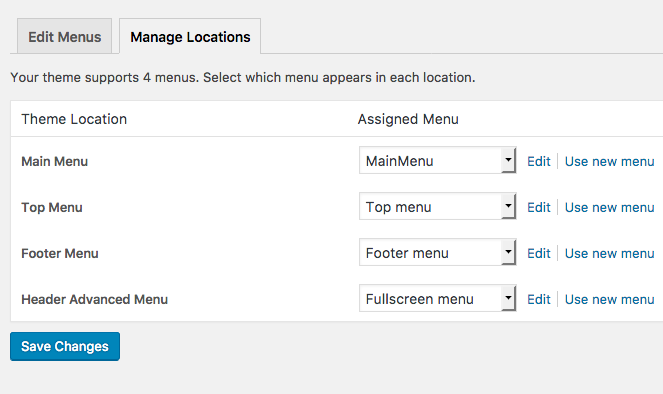 Edit Menus Manage Locations
Your theme supports 4 menus. Select which menu appears in each location.
Theme Location Assigned Menu
Main Menu MainMenu Edit Use new menu
Top Menu Top menu Edit Use new menu
Footer Menu Footer menu Edit Use new menu
Header Advanced Menu Fullscreen menu Edit Use new menu
Save Changes